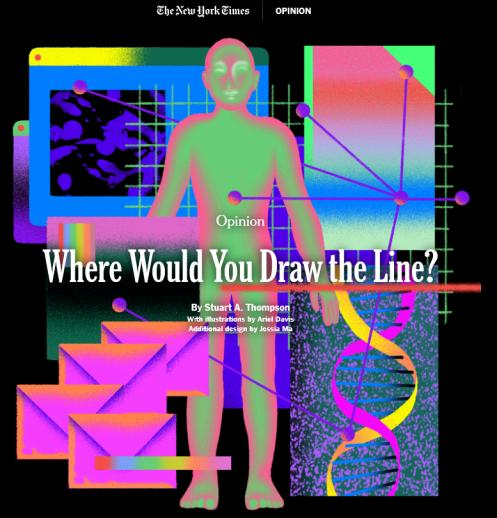 The New York Times
OPINION
Opinion
Where Would You Draw the Line?
By Stuart A. Thompson
With illustrations by Ariel Davis
Additional design by Jessia Ma